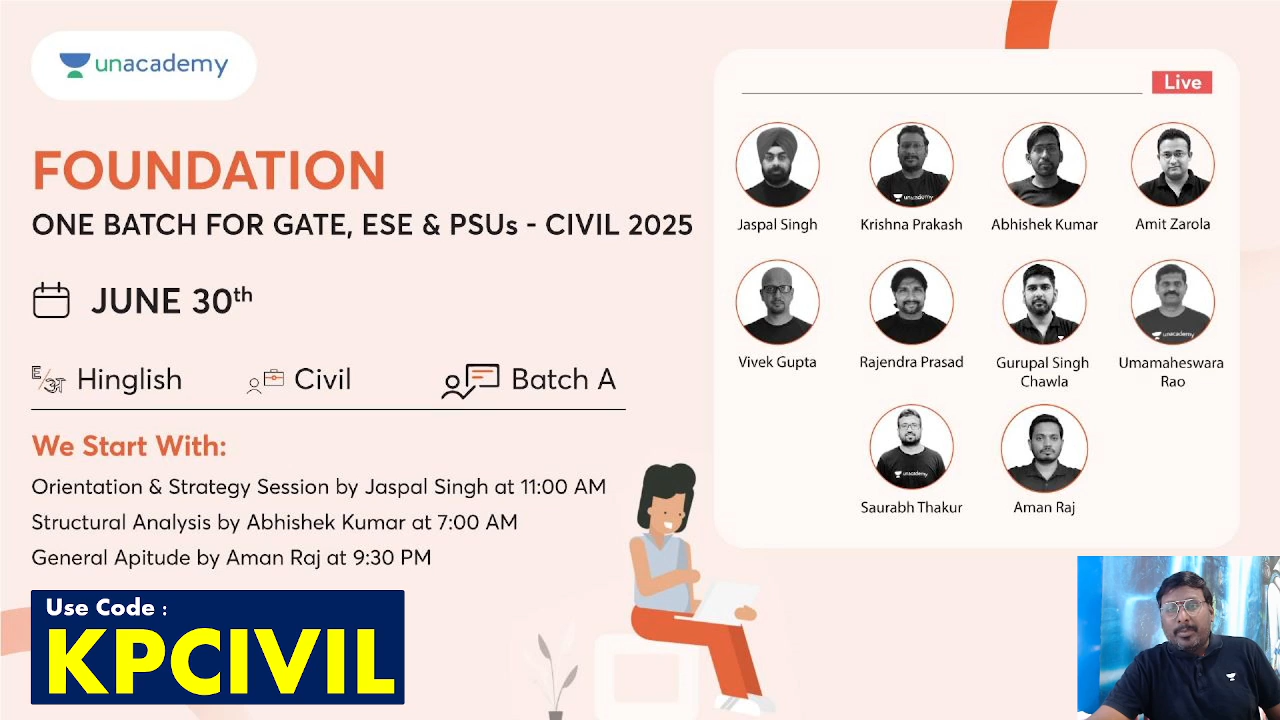 unacademy
FOUNDATION
ONE BATCH FOR GATE, ESE & PSUs - CIVIL 2025
JUNE 30th
E/अ Hinglish
Civil
Batch A
We Start With:
Orientation & Strategy Session by Jaspal Singh at 11:00 AM
Structural Analysis by Abhishek Kumar at 7:00 AM
General Apitude by Aman Raj at 9:30 PM
Use Code :
KPCIVIL
Live
Jaspal Singh
Krishna Prakash
unacademy
Abhishek Kumar
Amit Zarola
Vivek Gupta
Rajendra Prasad
Gurupal Singh
Chawla
unacademy
Umamaheswara
Rao
unacademy
Saurabh Thakur
Aman Raj